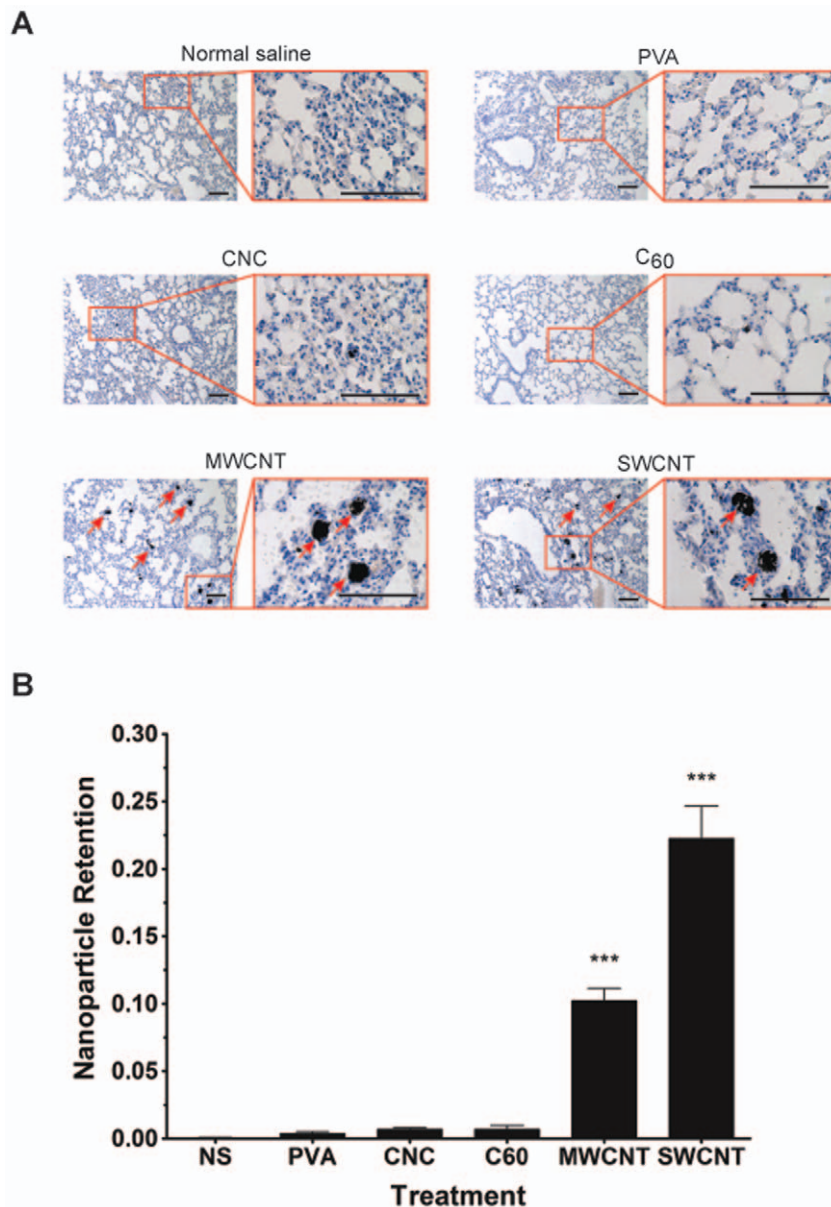 A
Normal saline
PVA
CNC
C60
MWCNT
SWCNT
B
0.30
0.25
0.20
0.15
0.10
0.05
0.00
Nanoparticle Retention
***
***
NS PVA CNC C60 MWCNT SWCNT
Treatment